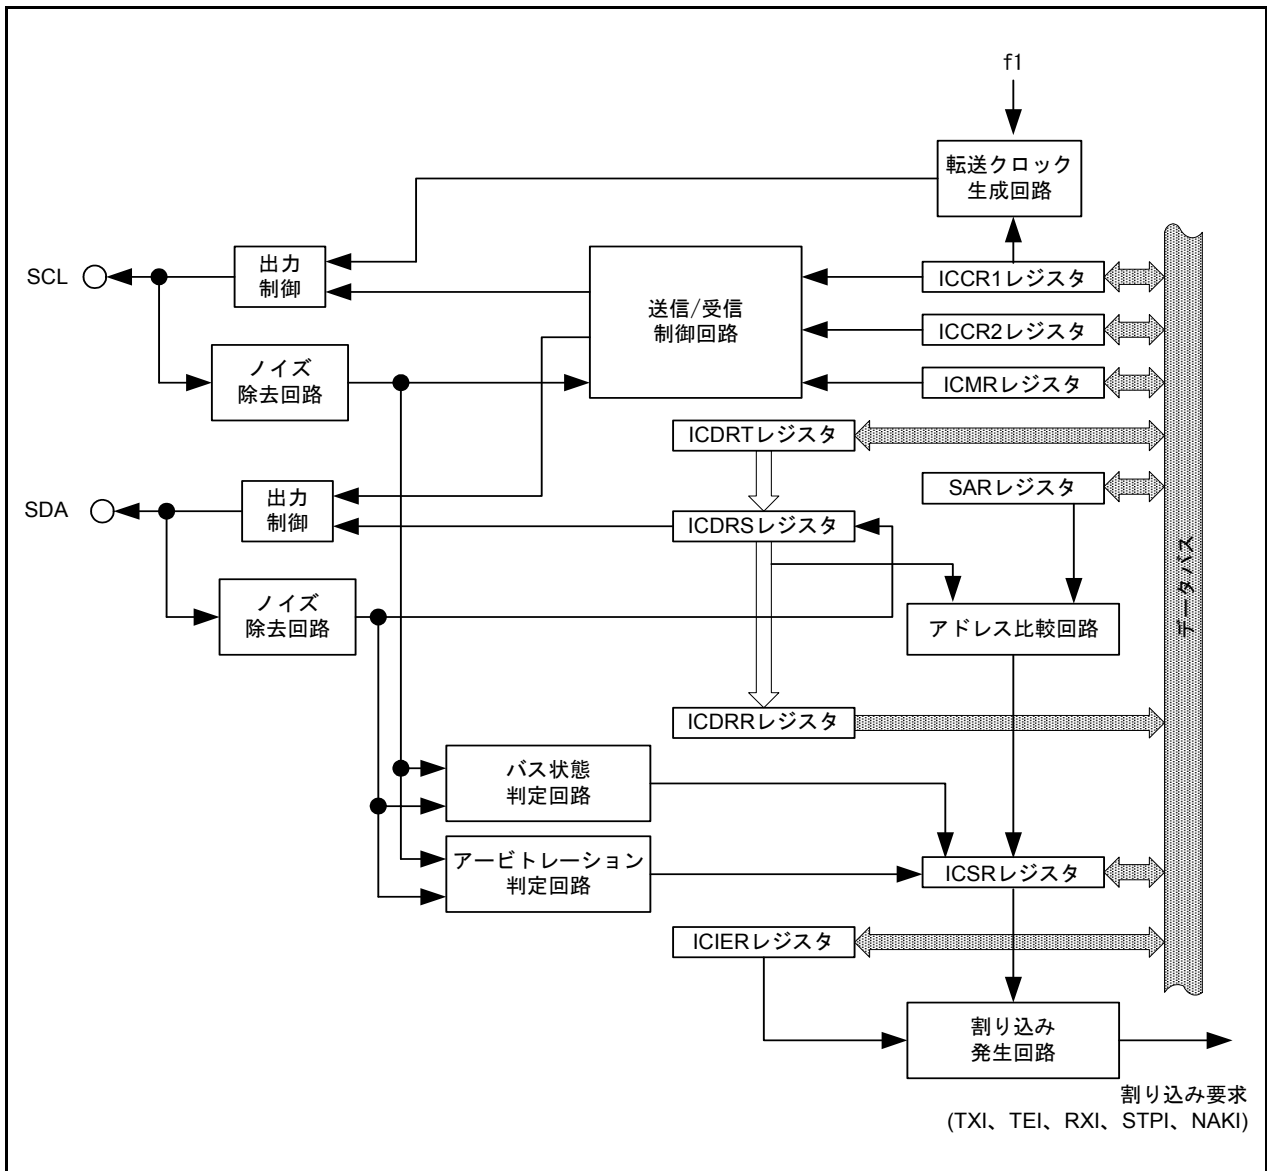 f1
転送クロック
生成回路
SCL
出力
制御
送信/受信
制御回路
ICCR1レジスタ
ICCR2レジスタ
ICMRレジスタ
ノイズ
除去回路
ICDRTレジスタ
SARレジスタ
SDA
出力
制御
ICDRSレジスタ
データバス
ノイズ
除去回路
アドレス比較回路
ICDRRレジスタ
バス状態
判定回路
アービトレーション
判定回路
ICSRレジスタ
ICIERレジスタ
割り込み
発生回路
割り込み要求
(TXI、TEI、RXI、STPI、NAKI)